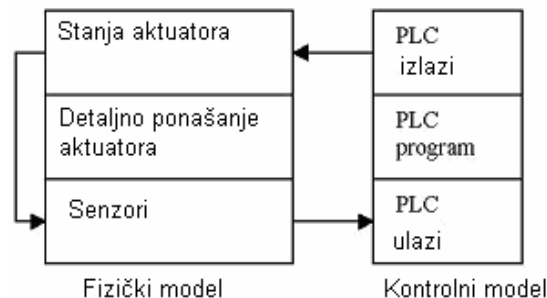 Stanja aktuatora
PLC
izlazi
Detaljno ponašanje
aktuatora
PLC
program
Senzori
PLC
ulazi
Fizički model
Kontrolni model